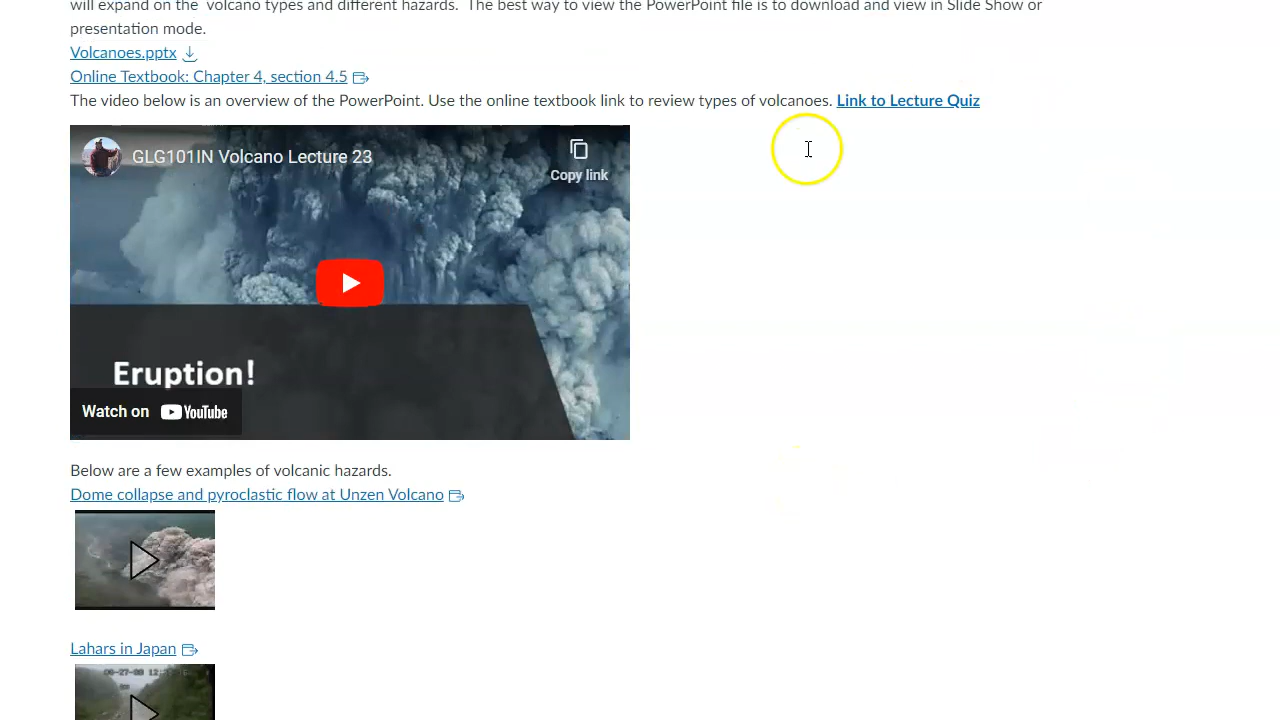 will expand on the volcano types and different hazards. The best way to view the PowerPoint file is to download and view in Slide Show or
presentation mode.
Volcanoes.pptx
Online Textbook: Chapter 4, section 4.5
The video below is an overview of the PowerPoint. Use the online textbook link to review types of volcanoes. Link to Lecture Quiz
GLG101IN Volcano Lecture 23
Copy link
Eruption!
Watch on YouTube
Below are a few examples of volcanic hazards.
Dome collapse and pyroclastic flow at Unzen Volcano
Lahars in Japan